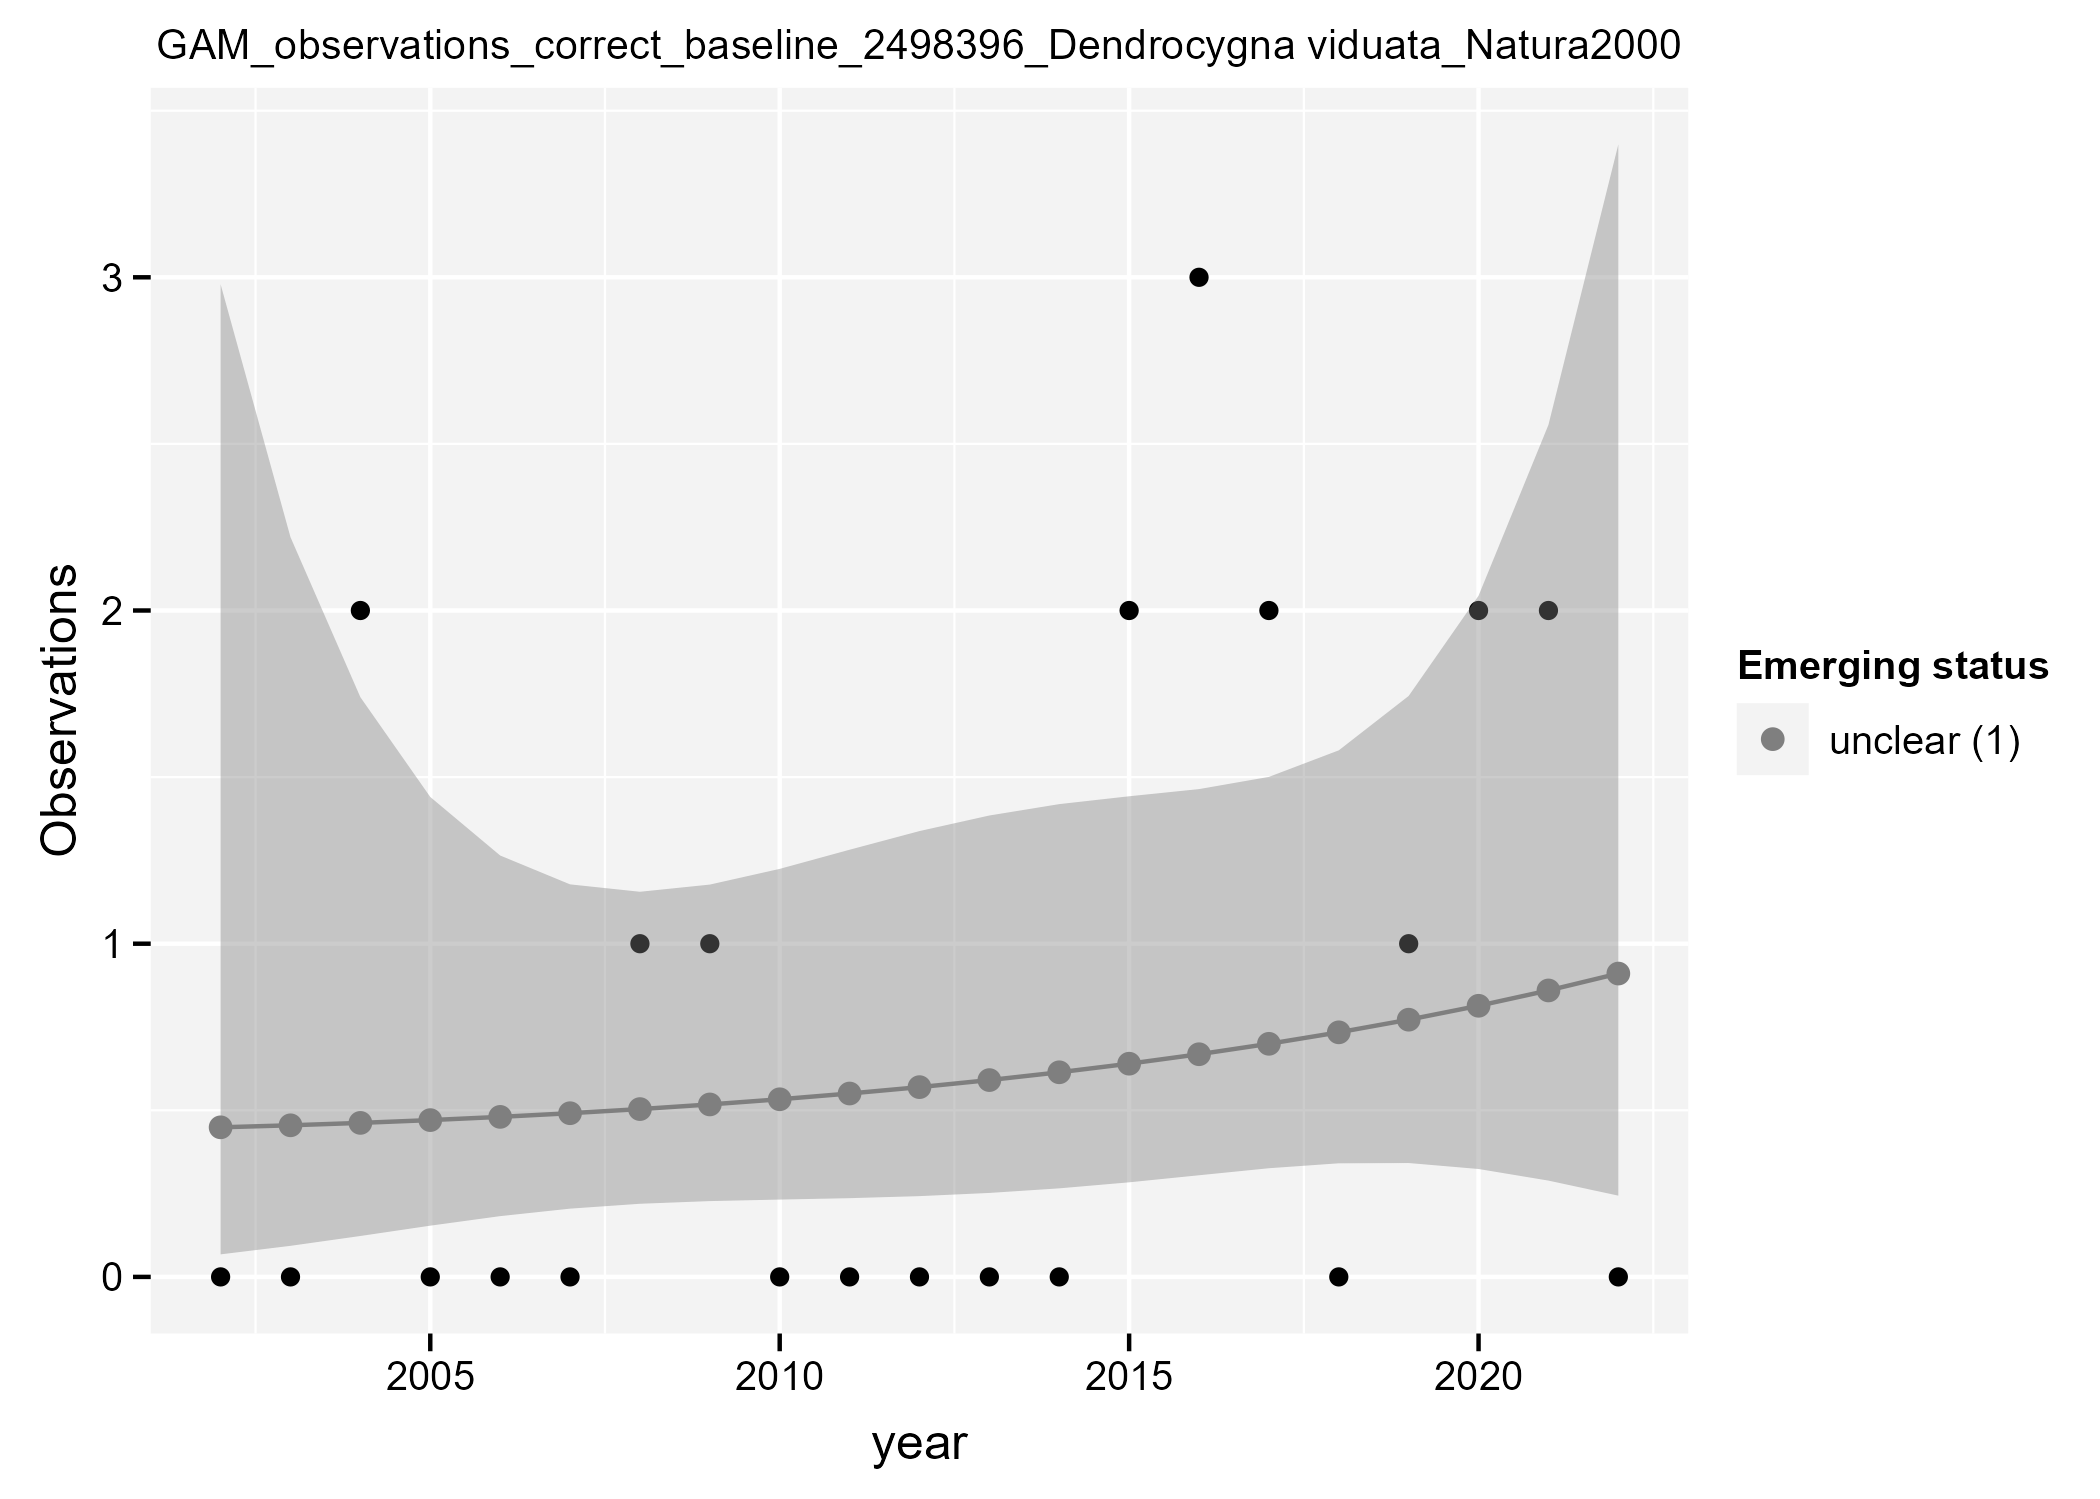 GAM_observations_correct_baseline_2498396_Dendrocygna viduata_Natura2000
3
2
1
0
Observations
2005
2010
2015
2020
year
Emerging status
unclear (1)